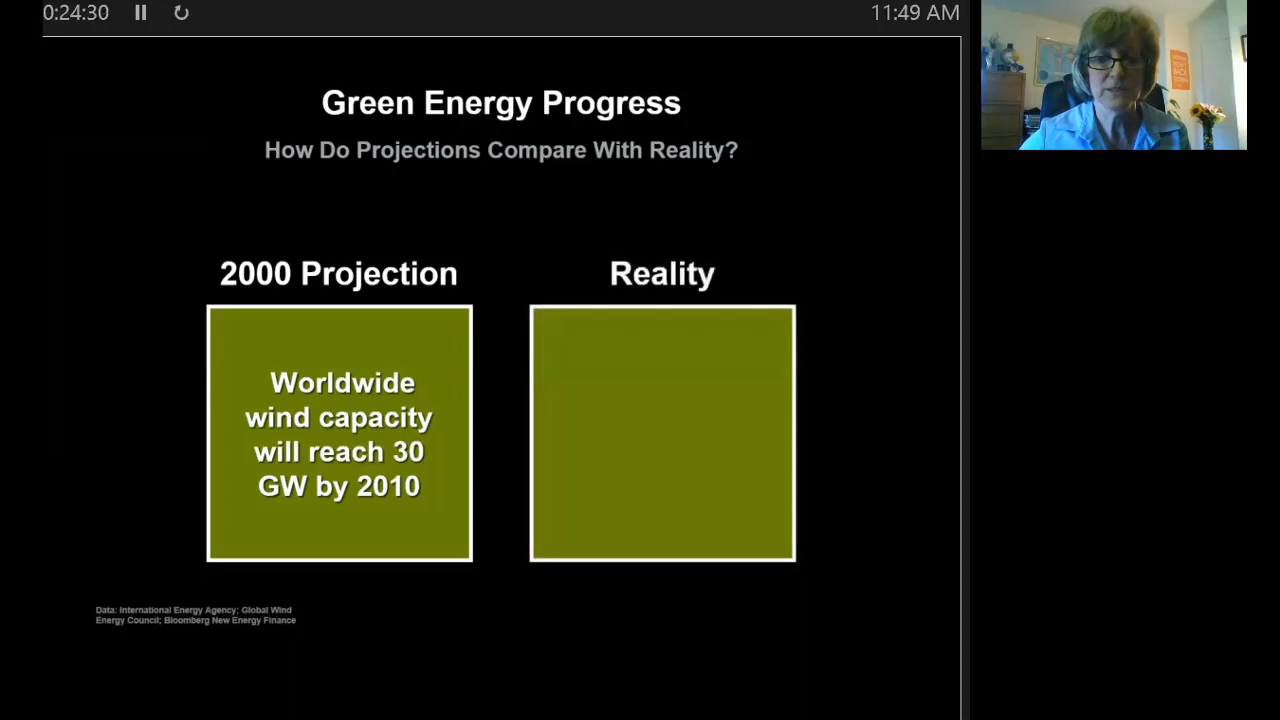 0:24:30
11:49 AM
Green Energy Progress
How Do Projections Compare With Reality?
2000 Projection
Reality
Worldwide
wind capacity
will reach 30
GW by 2010
Data: International Energy Agency; Global Wind
Energy Council; Bloomberg New Energy Finance